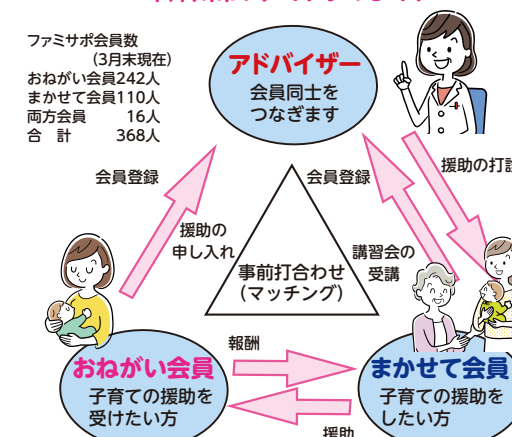 ファミサポ会員数
(3月末現在)
おねがい会員242人
まかせて会員110人
両方会員 16人
合 計 368人
アドバイザー
会員同士を
つなぎます
会員登録
会員登録
援助の打
援助の
申し入れ
講習会の
受講
事前打合わせ
(マッチング)
報酬
おねがい会員
子育ての援助を
受けたい方
まかせて会員
子育ての援助を
したい方
援助